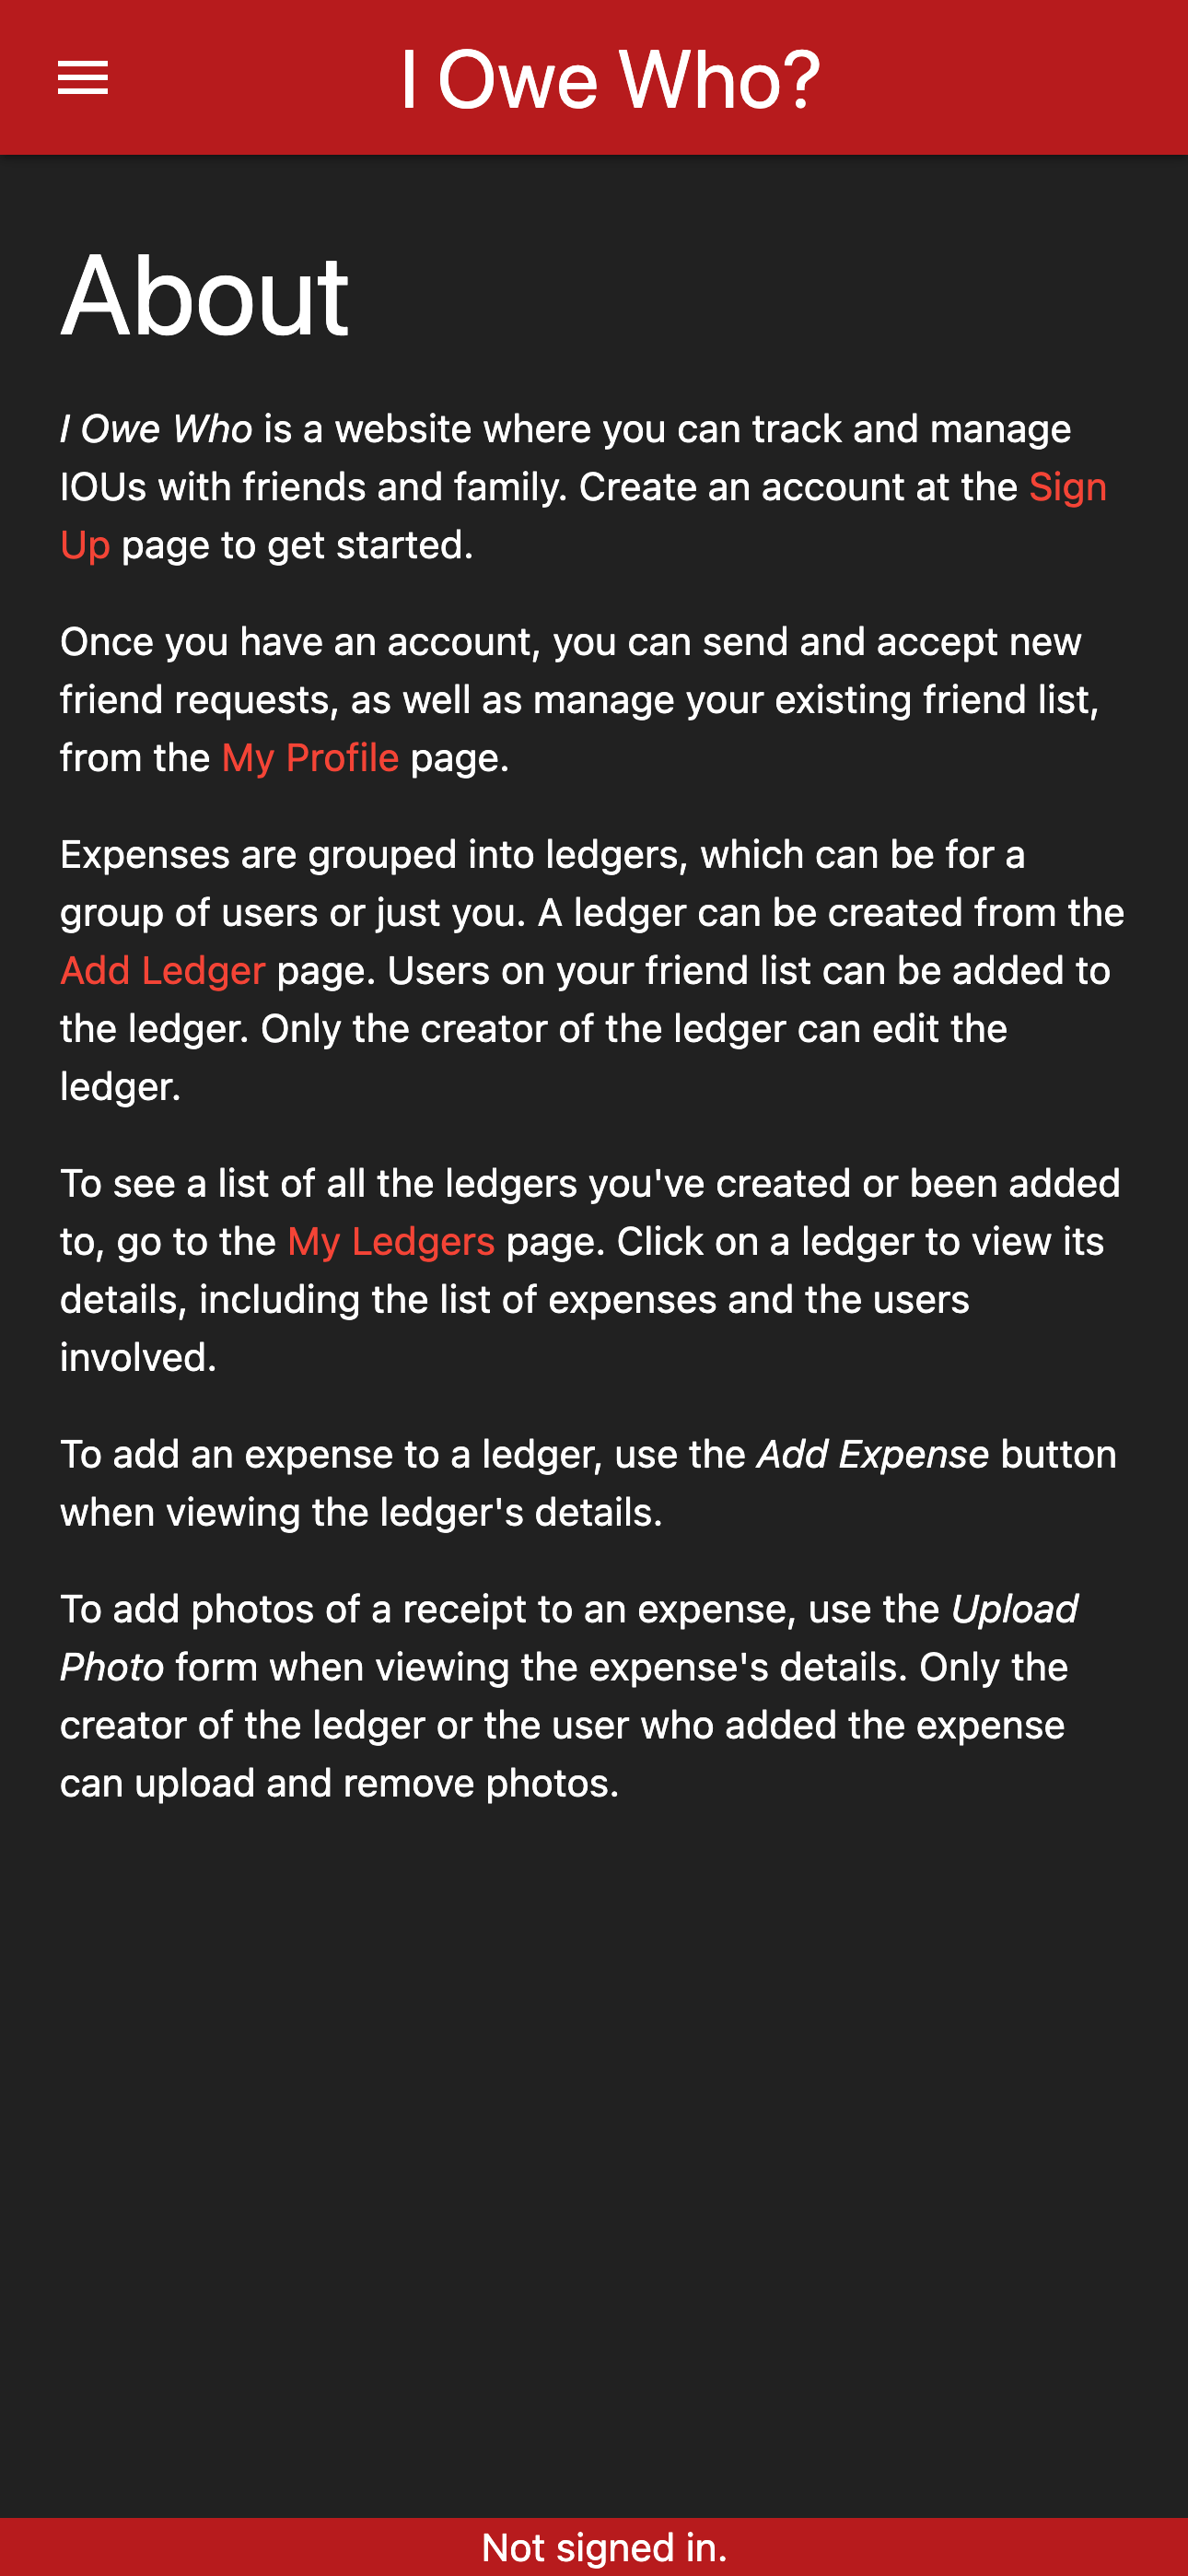 I Owe Who?
About
I Owe Who is a website where you can track and manage
IOUs with friends and family. Create an account at the Sign
Up page to get started.
Once you have an account, you can send and accept new
friend requests, as well as manage your existing friend list,
from the My Profile page.
Expenses are grouped into ledgers, which can be for a
group of users or just you. A ledger can be created from the
Add Ledger page. Users on your friend list can be added to
the ledger. Only the creator of the ledger can edit the
ledger.
To see a list of all the ledgers you've created or been added
to, go to the My Ledgers page. Click on a ledger to view its
details, including the list of expenses and the users
involved.
To add an expense to a ledger, use the Add Expense button
when viewing the ledger's details.
To add photos of a receipt to an expense, use the Upload
Photo form when viewing the expense's details. Only the
creator of the ledger or the user who added the expense
can upload and remove photos.
Not signed in.